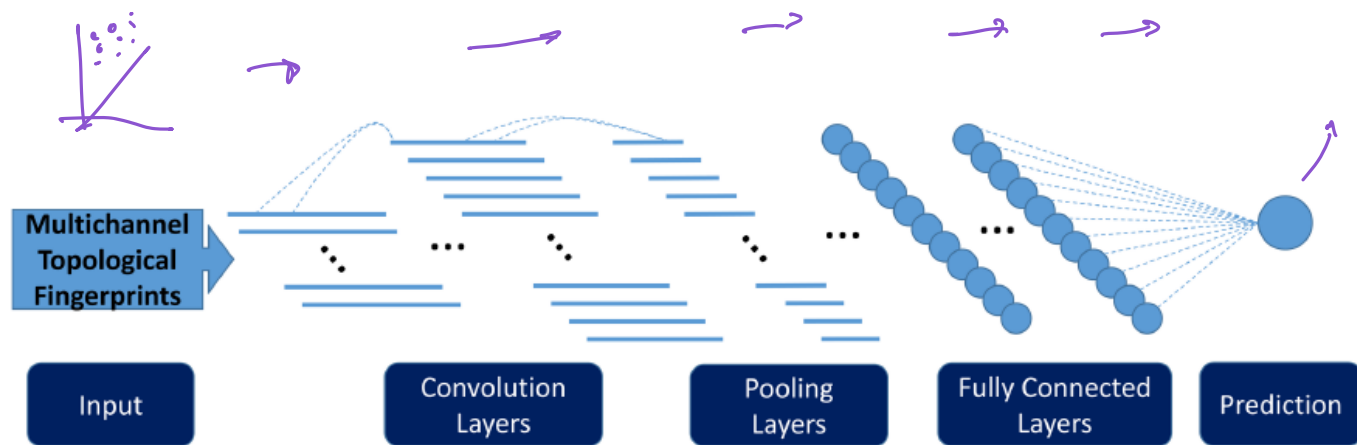 Multichannel
Topological
Fingerprints
Input
Convolution
Layers
Pooling
Layers
Fully Connected
Layers
Prediction